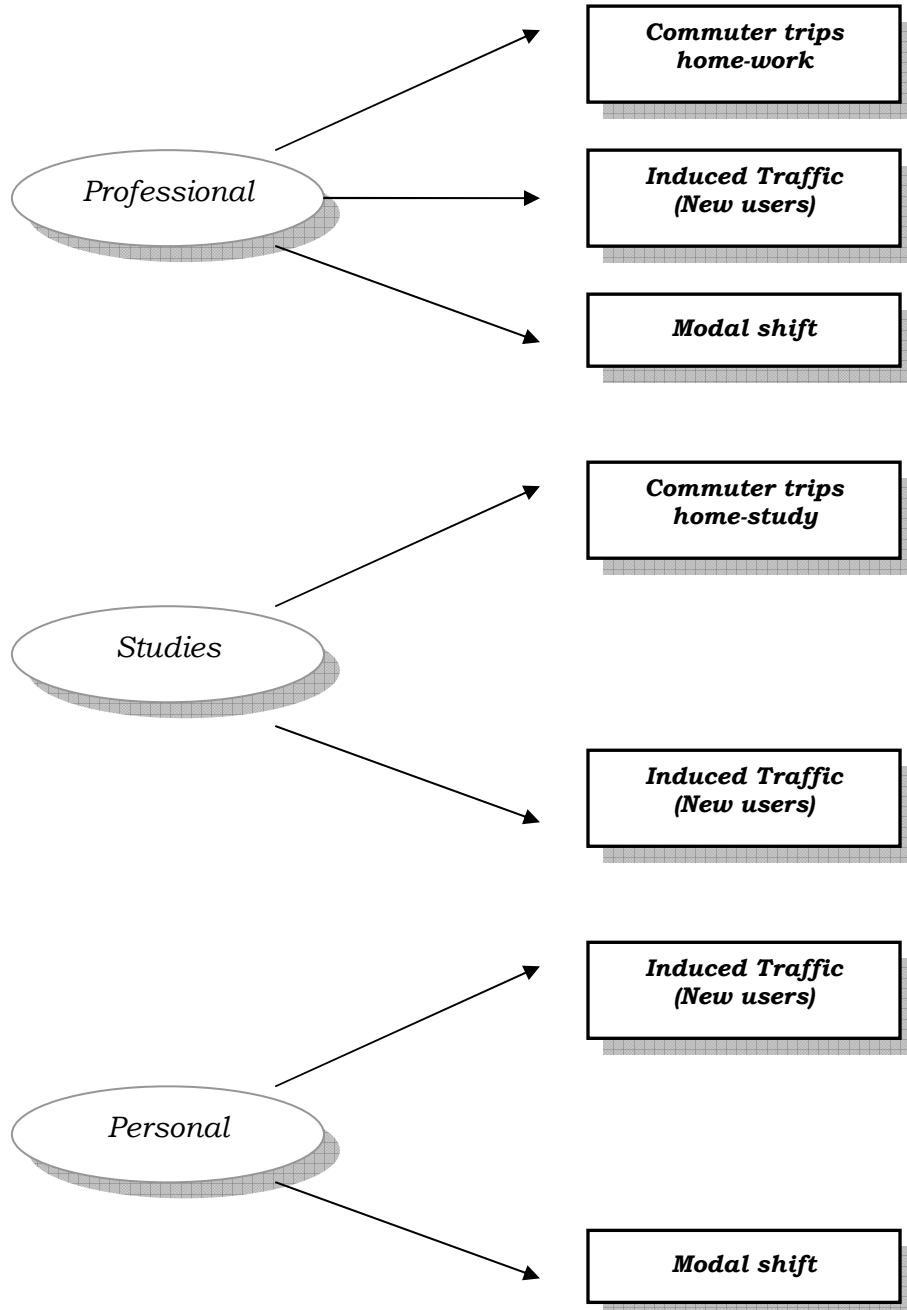 Commuter trips
home-work
Professional
Induced Traffic
(New users)
Modal shift
Commuter trips
home-study
Studies
Induced Traffic
(New users)
Induced Traffic
(New users)
Personal
Modal shift